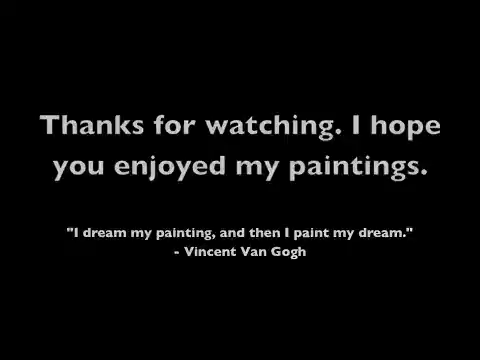 Thanks for watching. I hope
you enjoyed my paintings.
"I dream my painting, and then I paint my dream."
- Vincent Van Gogh